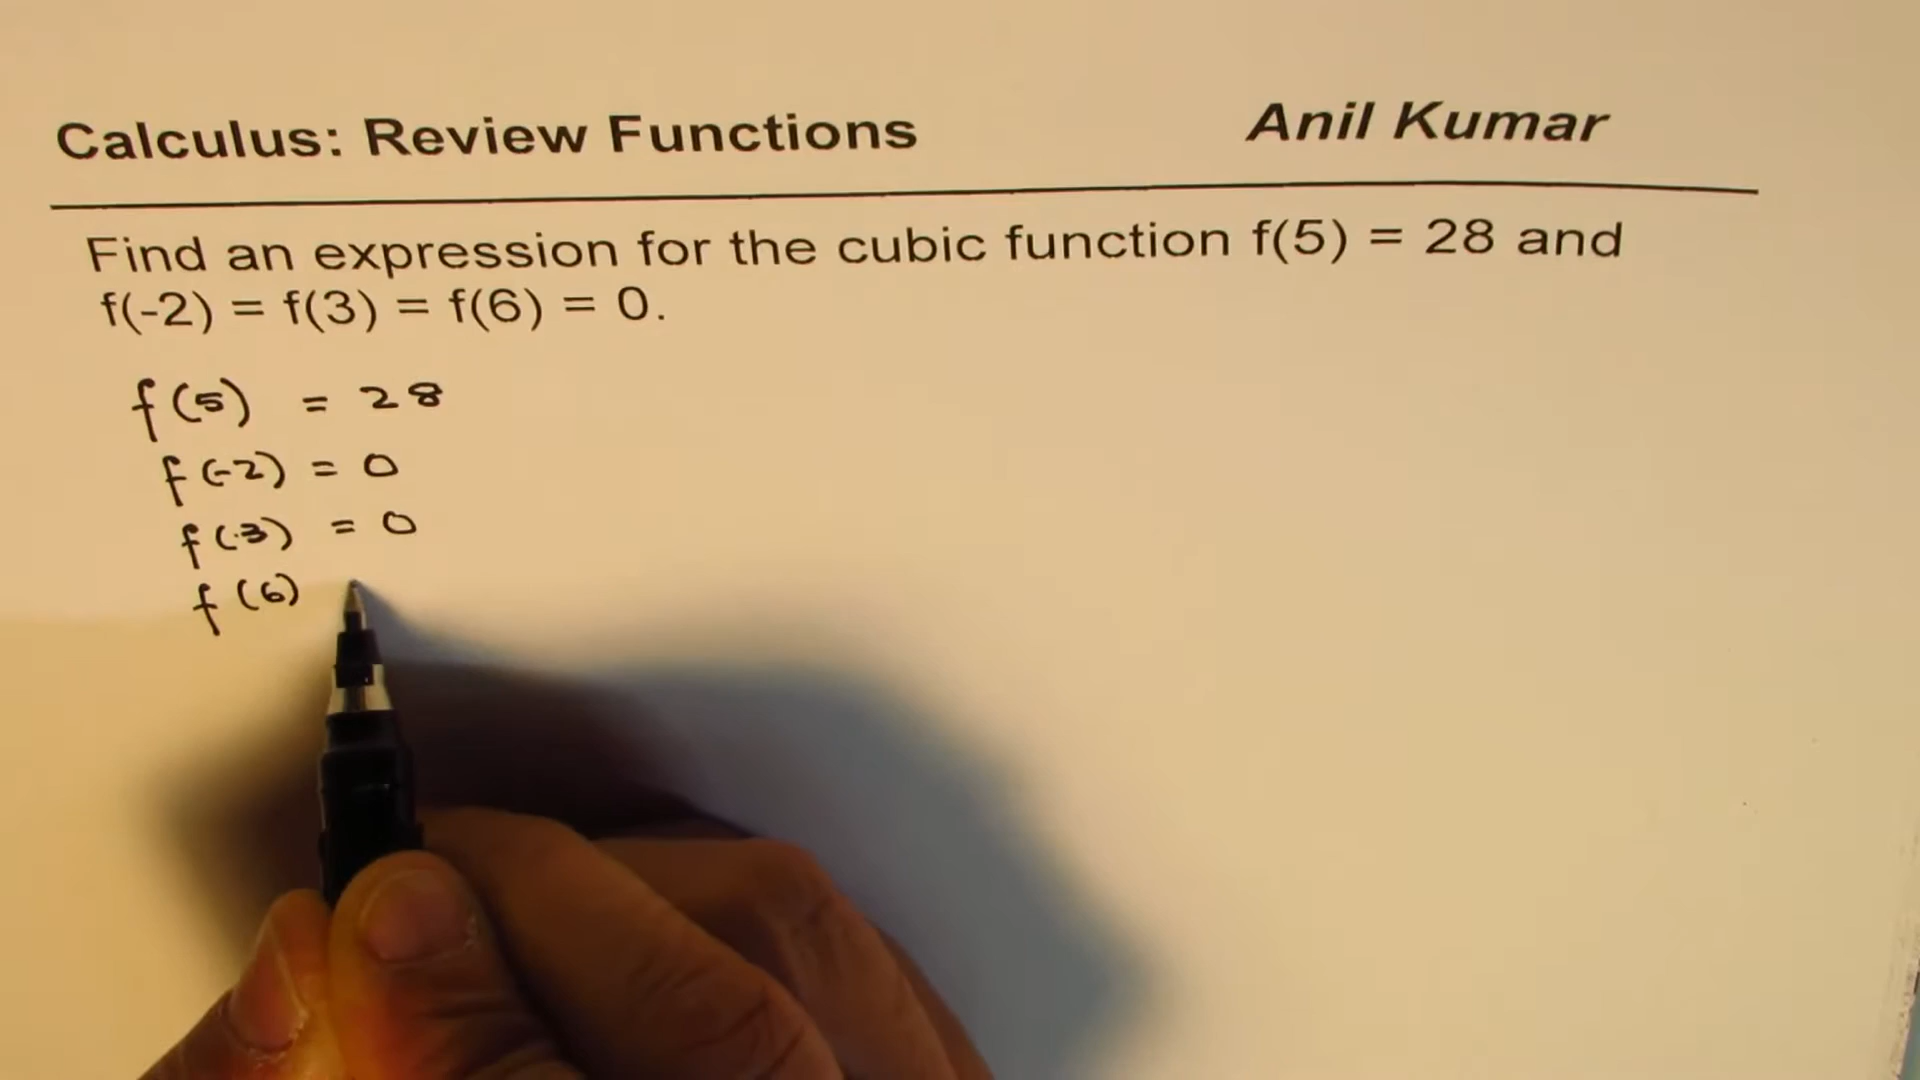 Calculus: Review Functions
Anil Kumar
Find an expression for the cubic function f(5) = 28 and
f(-2) = f(3) = f(6) = 0.
f(5) = 28
f(-2) = 0
f(3) = 0
f(6)